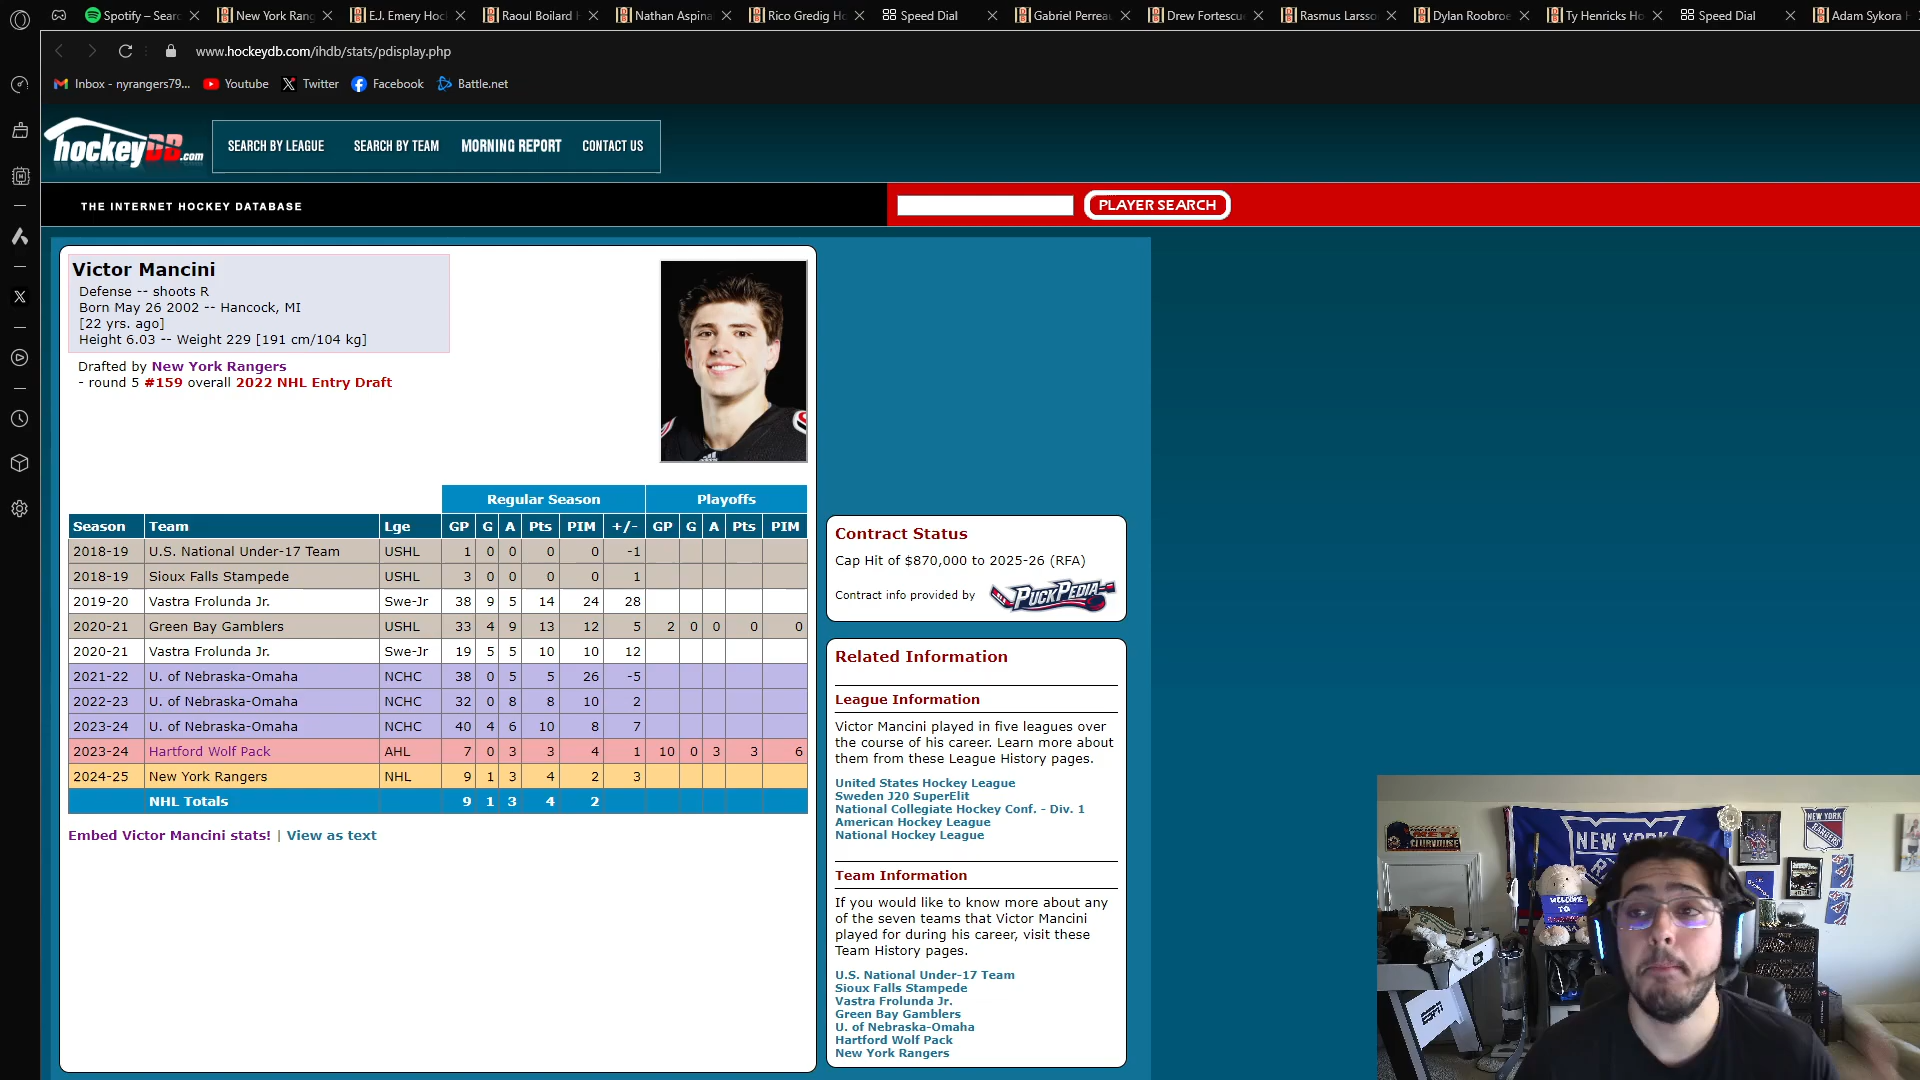 Spotify – Searc
New York Rang
E.J. Emery Hoc
Raoul Boilard H
Nathan Aspina
Rico Gredig Ho
Speed Dial
Gabriel Perrea
Drew Fortescu
Rasmus Larsso
Dylan Roobroe
Ty Henricks Ho
Speed Dial
Adam Sykora H
www.hockeydb.com/ihdb/stats/pdisplay.php
Inbox - nyrangers79...
Youtube
Twitter
Facebook
Battle.net
hockeyDB.com
SEARCH BY LEAGUE
SEARCH BY TEAM
MORNING REPORT
CONTACT US
THE INTERNET HOCKEY DATABASE
PLAYER SEARCH
Victor Mancini
Defense -- shoots R
Born May 26 2002 -- Hancock, MI
[22 yrs. ago]
Height 6.03 -- Weight 229 [191 cm/104 kg]
Drafted by New York Rangers
- round 5 #159 overall 2022 NHL Entry Draft
Regular Season Playoffs
Season Team Lge GP G A Pts PIM +/- GP G A Pts PIM
2018-19 U.S. National Under-17 Team USHL 1 0 0 0 0 -1
2018-19 Sioux Falls Stampede USHL 3 0 0 0 0 1
2019-20 Vastra Frolunda Jr. Swe-Jr 38 9 5 14 24 28
2020-21 Green Bay Gamblers USHL 33 4 9 13 12 5 2 0 0 0 0
2020-21 Vastra Frolunda Jr. Swe-Jr 19 5 5 10 10 12
2021-22 U. of Nebraska-Omaha NCHC 38 0 5 5 26 -5
2022-23 U. of Nebraska-Omaha NCHC 32 0 8 8 10 2
2023-24 U. of Nebraska-Omaha NCHC 40 4 6 10 8 7
2023-24 Hartford Wolf Pack AHL 7 0 3 3 4 1 10 0 3 3 6
2024-25 New York Rangers NHL 9 1 3 4 2 3
NHL Totals 9 1 3 4 2
Embed Victor Mancini stats! | View as text
Contract Status
Cap Hit of $870,000 to 2025-26 (RFA)
Contract info provided by PUCKPEDIA
Related Information
League Information
Victor Mancini played in five leagues over
the course of his career. Learn more about
them from these League History pages.
United States Hockey League
Sweden J20 SuperElit
National Collegiate Hockey Conf. - Div. 1
American Hockey League
National Hockey League
Team Information
If you would like to know more about any
of the seven teams that Victor Mancini
played for during his career, visit these
Team History pages.
U.S. National Under-17 Team
Sioux Falls Stampede
Vastra Frolunda Jr.
Green Bay Gamblers
U. of Nebraska-Omaha
Hartford Wolf Pack
New York Rangers
NEW YORK
NEW YORK
RANGERS
CLUBHOUSE
WELCOME
TO
ESPN